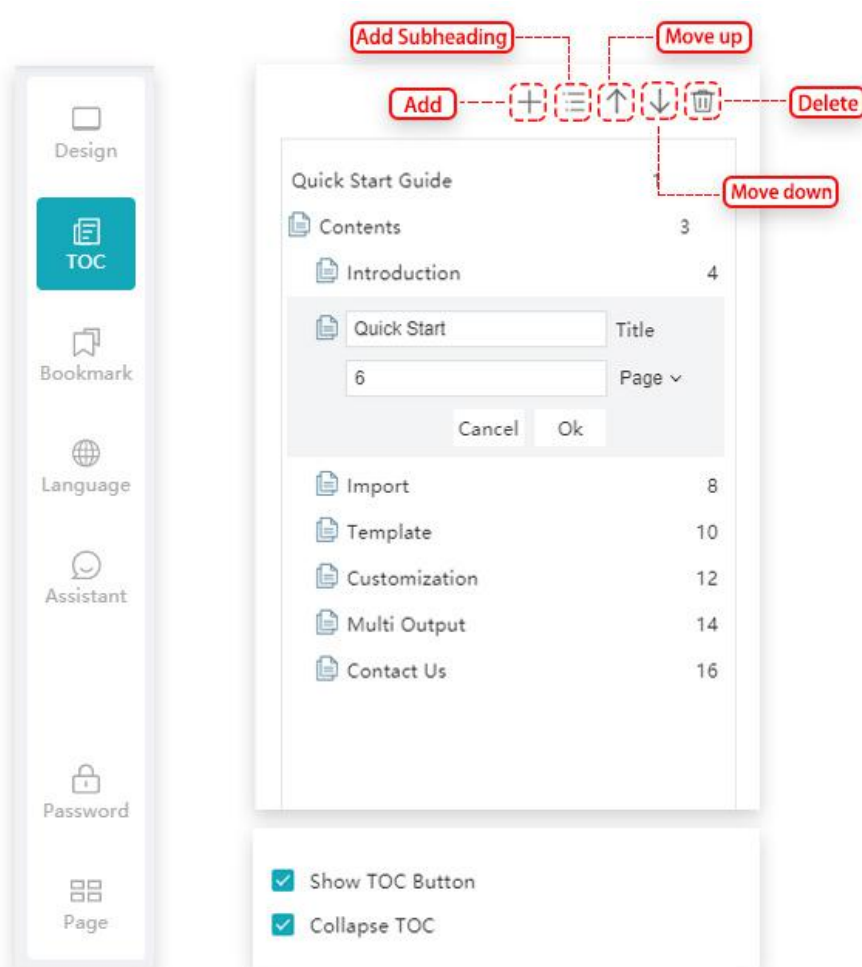 Add Subheading
Move up
Add
Delete
Move down
Design
TOC
Bookmark
Language
Assistant
Password
Page
Quick Start Guide 1
Contents 3
Introduction 4
Quick Start Title
6 Page
Cancel Ok
Import 8
Template 10
Customization 12
Multi Output 14
Contact Us 16
Show TOC Button
Collapse TOC